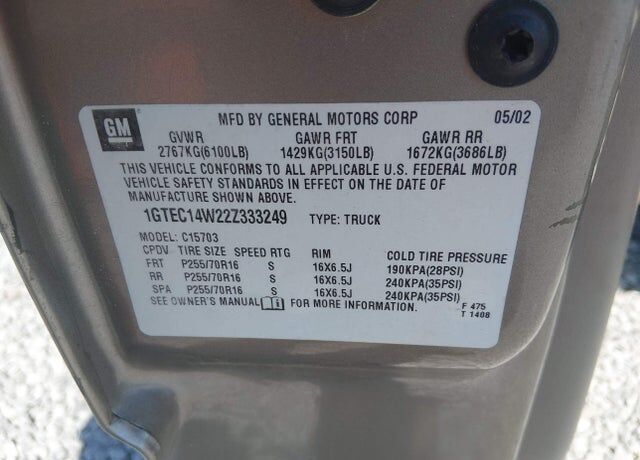 GM
MFD BY GENERAL MOTORS CORP 05/02
GVWR GAWR FRT GAWR RR
2767KG(6100LB) 1429KG(3150LB) 1672KG(3686LB)
THIS VEHICLE CONFORMS TO ALL APPLICABLE U.S. FEDERAL MOTOR
VEHICLE SAFETY STANDARDS IN EFFECT ON THE DATE OF
MANUFACTURE SHOWN ABOVE.
1GTEC14W22Z333249 TYPE: TRUCK
MODEL: C15703
CPDV TIRE SIZE SPEED RTG RIM COLD TIRE PRESSURE
FRT P255/70R16 S 16X6.5J 190KPA(28PSI)
RR P255/70R16 S 16X6.5J 240KPA(35PSI)
SPA P255/70R16 S 16X6.5J 240KPA(35PSI)
SEE OWNER'S MANUAL FOR MORE INFORMATION. F 475
T 1408